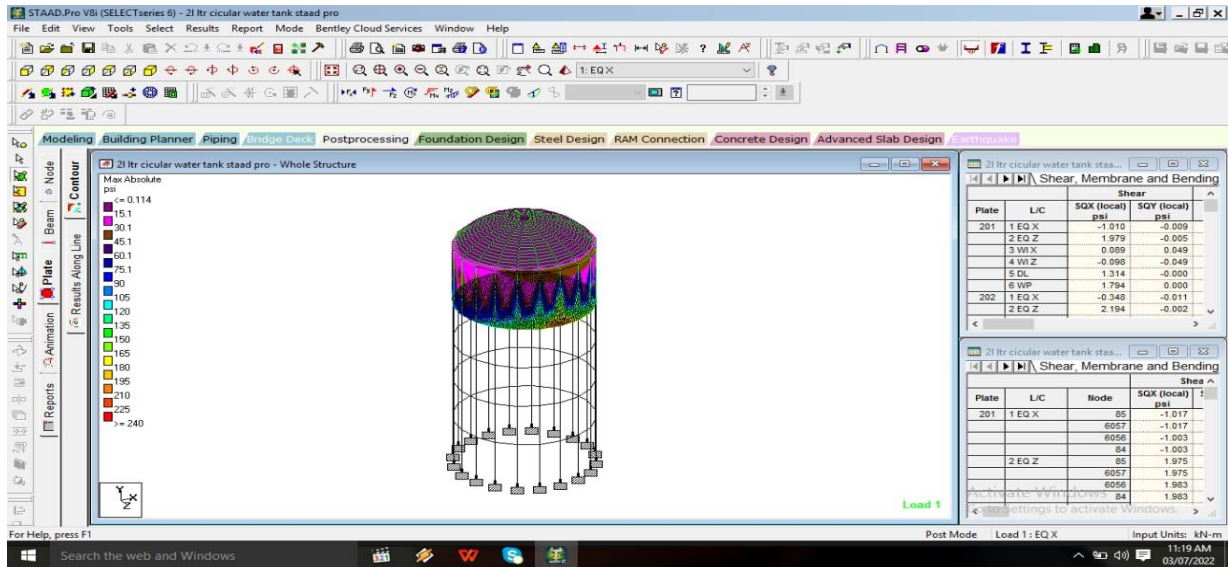 STAAD.Pro V8i (SELECTseries 6) - 2l ltr cicular water tank staad pro
File Edit View Tools Select Results Report Mode Bentley Cloud Services Window Help
1: EQ X
Modeling Building Planner Piping Bridge Deck Postprocessing Foundation Design Steel Design RAM Connection Concrete Design Advanced Slab Design Earthquake
Node
Beam
Plate
Animation
Reports
Contour
Results Along Line
2l ltr cicular water tank staad pro - Whole Structure
Max Absolute
psi
<= 0.114
15.1
30.1
45.1
60.1
75.1
90
105
120
135
150
165
180
195
210
225
>= 240
Y
X
Z
Load 1
2l ltr cicular water tank staa...
Shear, Membrane and Bending
Shear
Plate L/C SQX (local) psi SQY (local) psi
201 1 EQ X -1.010 -0.009
2 EQ Z 1.979 -0.005
3 WI X 0.089 0.049
4 WI Z -0.098 -0.049
5 DL 1.314 -0.000
6 WP 1.794 0.000
202 1 EQ X -0.348 -0.011
2 EQ Z 2.194 -0.002
2l ltr cicular water tank staa...
Shear, Membrane and Bending
Shea
Plate L/C Node SQX (local) psi
201 1 EQ X 85 -1.017
6057 -1.017
6056 -1.003
84 -1.003
2 EQ Z 85 1.975
6057 1.975
6056 1.983
84 1.983
Activate Windows
Go to Settings to activate Windows.
For Help, press F1
Post Mode Load 1 : EQ X Input Units: kN-m
Search the web and Windows
11:19 AM
03/07/2022